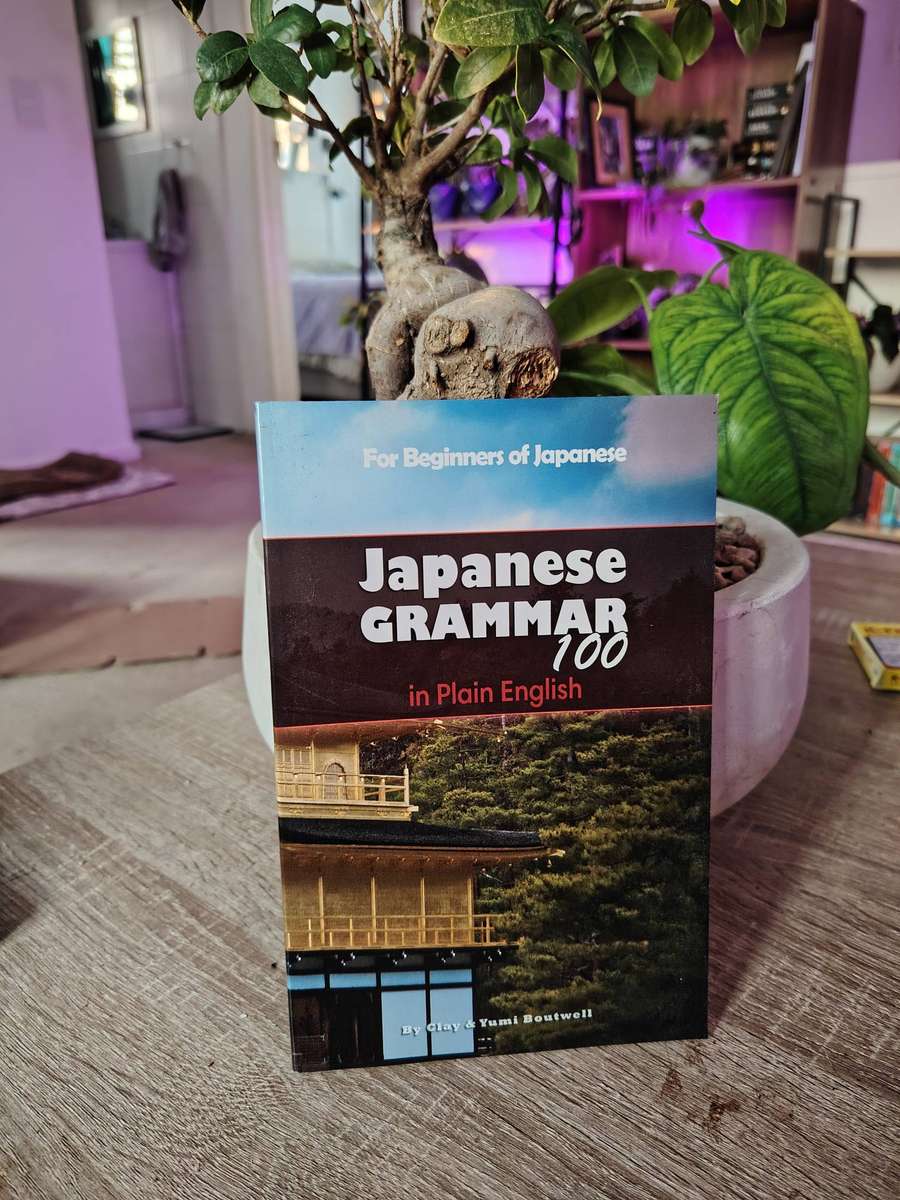 For Beginners of Japanese
Japanese
GRAMMAR
100
in Plain English
By Clay & Yumi Boutwell